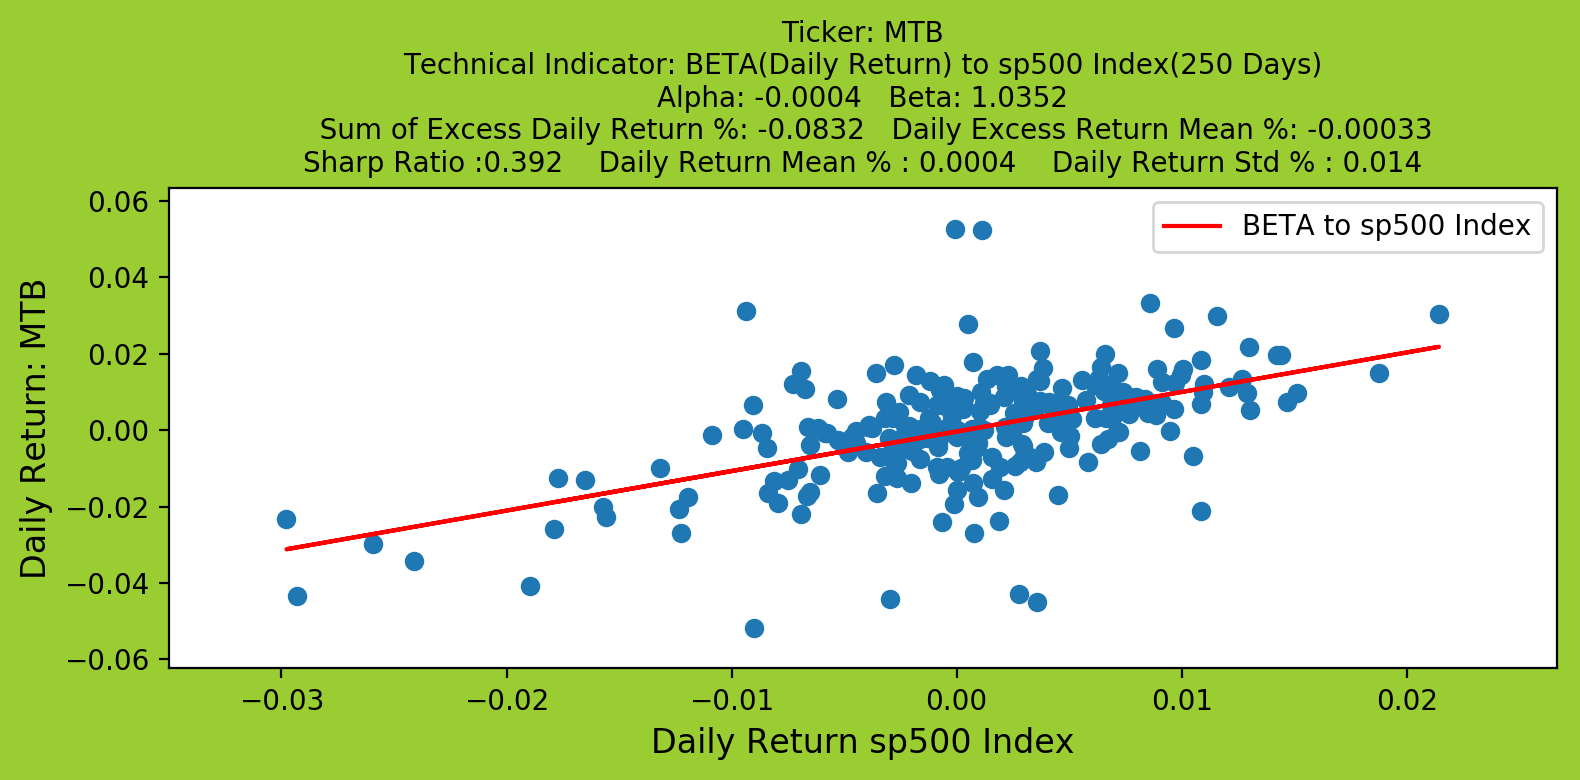 Ticker: MTB
Technical Indicator: BETA(Daily Return) to sp500 Index(250 Days)
Alpha: -0.0004   Beta: 1.0352
Sum of Excess Daily Return %: -0.0832   Daily Excess Return Mean %: -0.00033
Sharp Ratio :0.392    Daily Return Mean % : 0.0004    Daily Return Std % : 0.014
BETA to sp500 Index
Daily Return: MTB
0.06
0.04
0.02
0.00
−0.02
−0.04
−0.06
−0.03 −0.02 −0.01 0.00 0.01 0.02
Daily Return sp500 Index